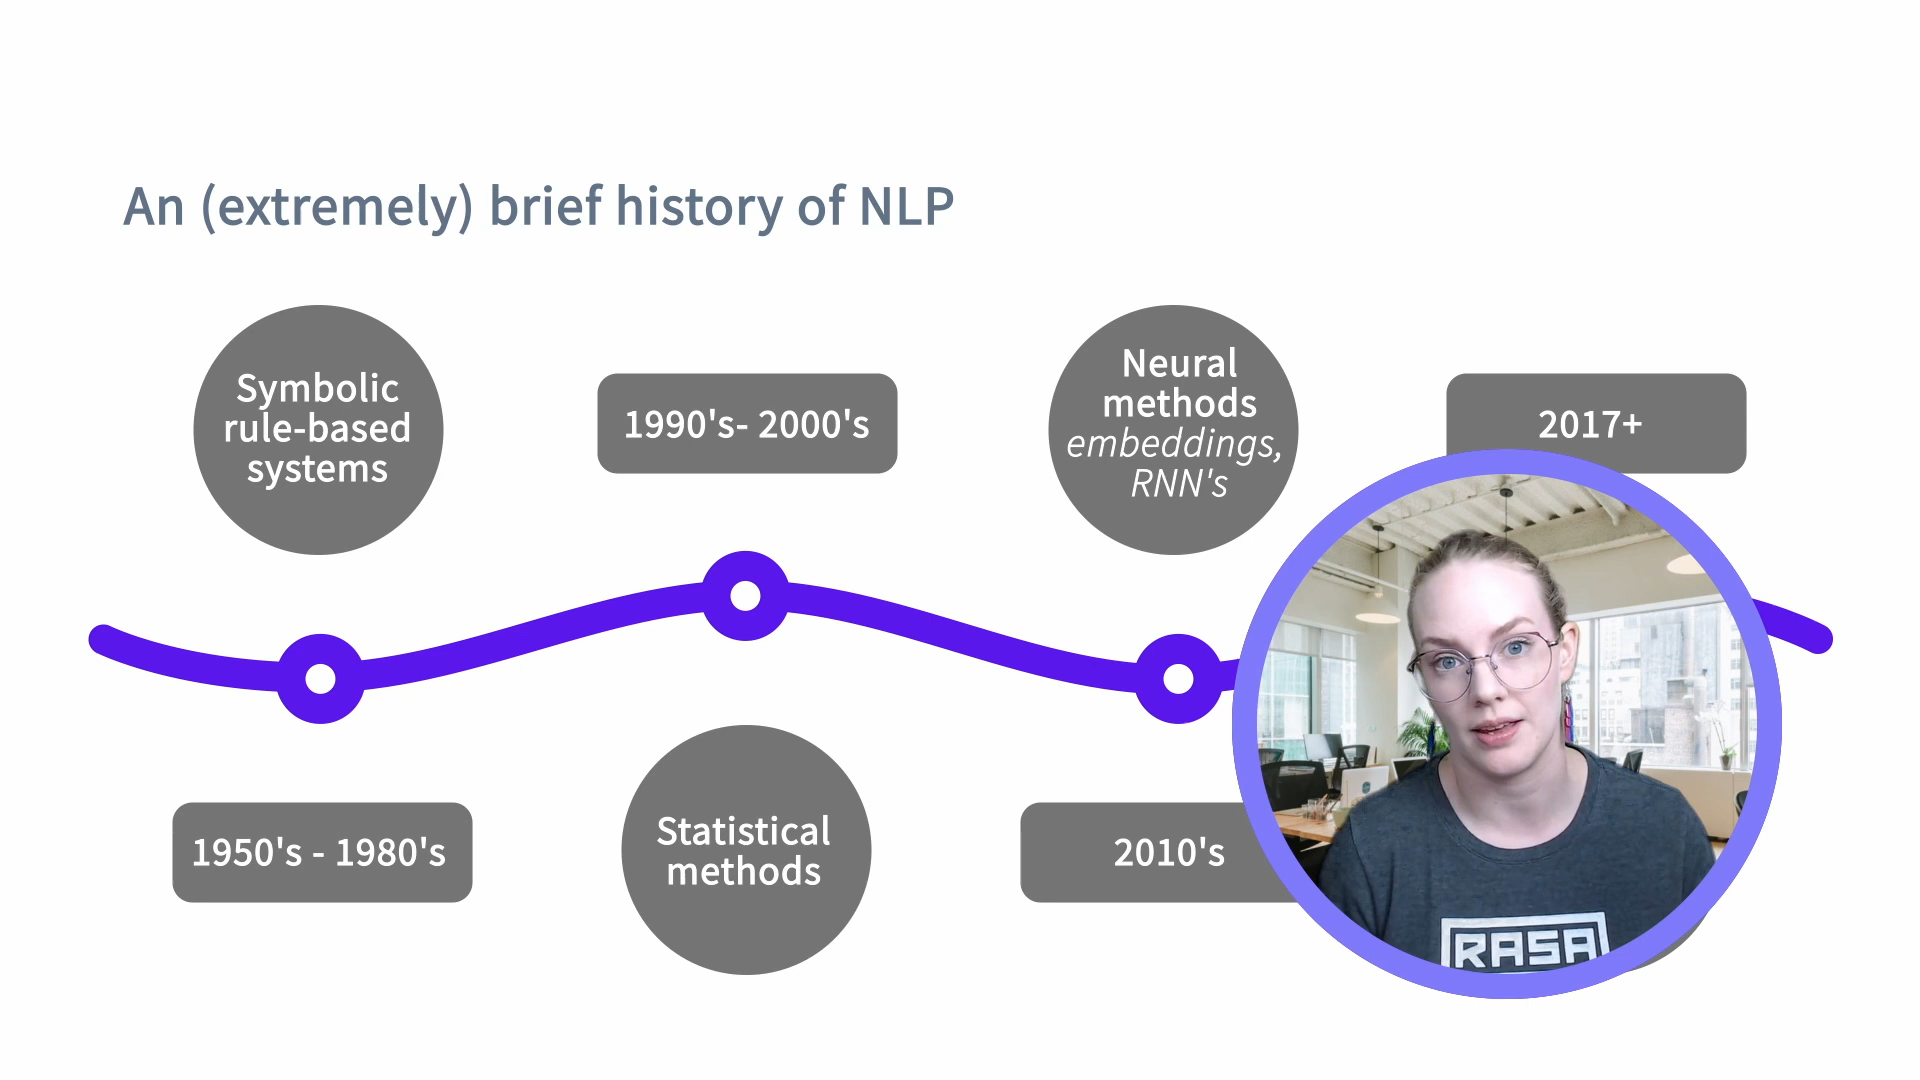 An (extremely) brief history of NLP
Symbolic
rule-based
systems
1990's- 2000's
Neural
methods
embeddings,
RNN's
2017+
1950's - 1980's
Statistical
methods
2010's
RASA